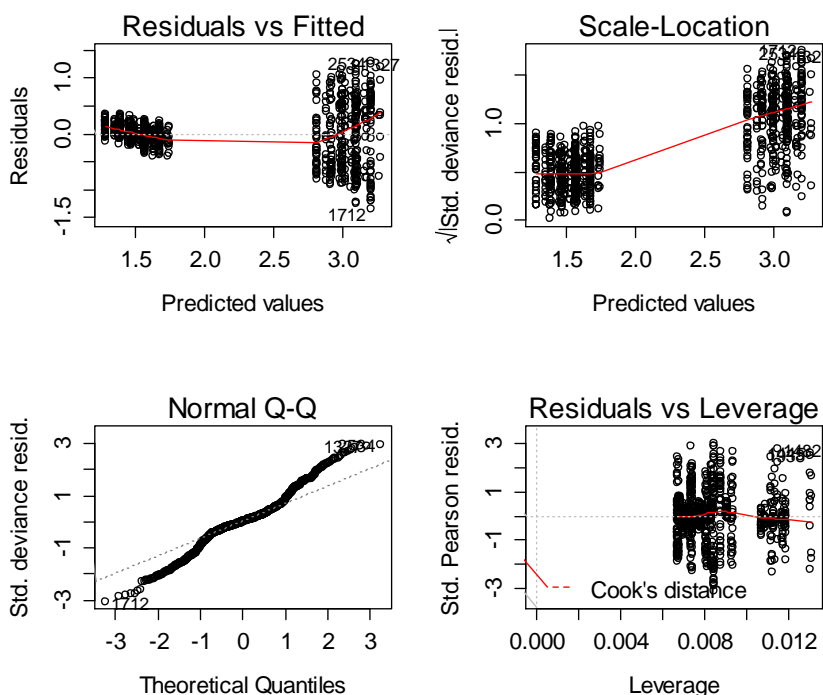 Residuals vs Fitted
Residuals
-1.5
0.0
1.0
1712
1.5
2.0
2.5
3.0
Predicted values
Scale-Location
√|Std. deviance resid.|
0.0
1.0
1712
1.5
2.0
2.5
3.0
Predicted values
Normal Q-Q
Std. deviance resid.
-3
-1
1
3
1712
-3 -2 -1 0 1 2 3
Theoretical Quantiles
Residuals vs Leverage
Std. Pearson resid.
-3
-1
1
3
Cook's distance
0.000 0.004 0.008 0.012
Leverage